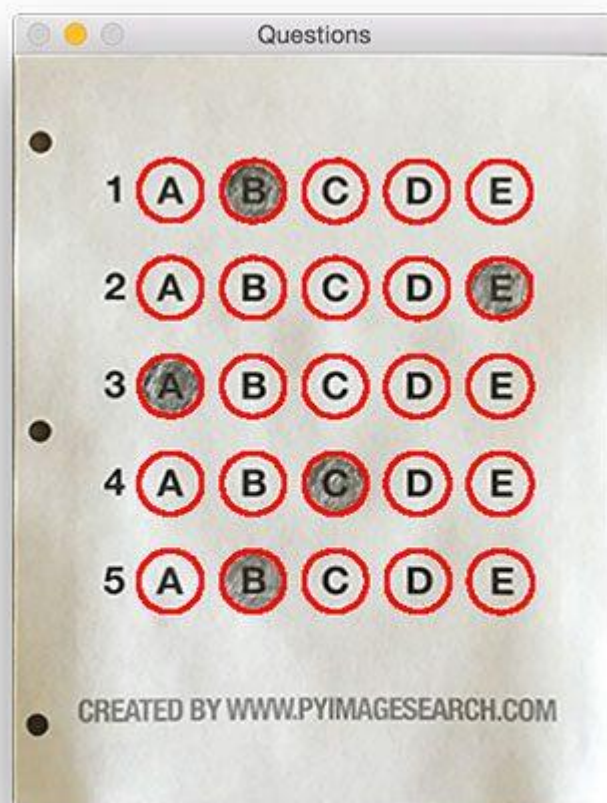 Questions
1 A B C D E
2 A B C D E
3 A B C D E
4 A B C D E
5 A B C D E
CREATED BY WWW.PYIMAGESEARCH.COM